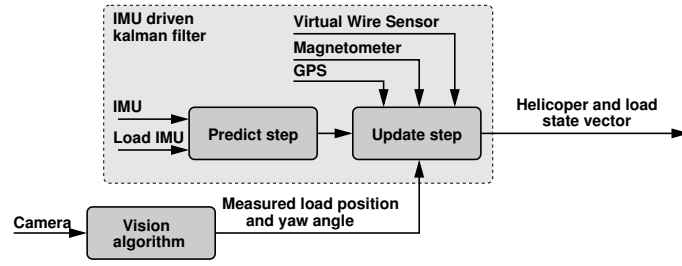 IMU driven
kalman filter
Virtual Wire Sensor
Magnetometer
GPS
IMU
Load IMU
Predict step
Update step
Helicoper and load
state vector
Measured load position
and yaw angle
Camera
Vision
algorithm